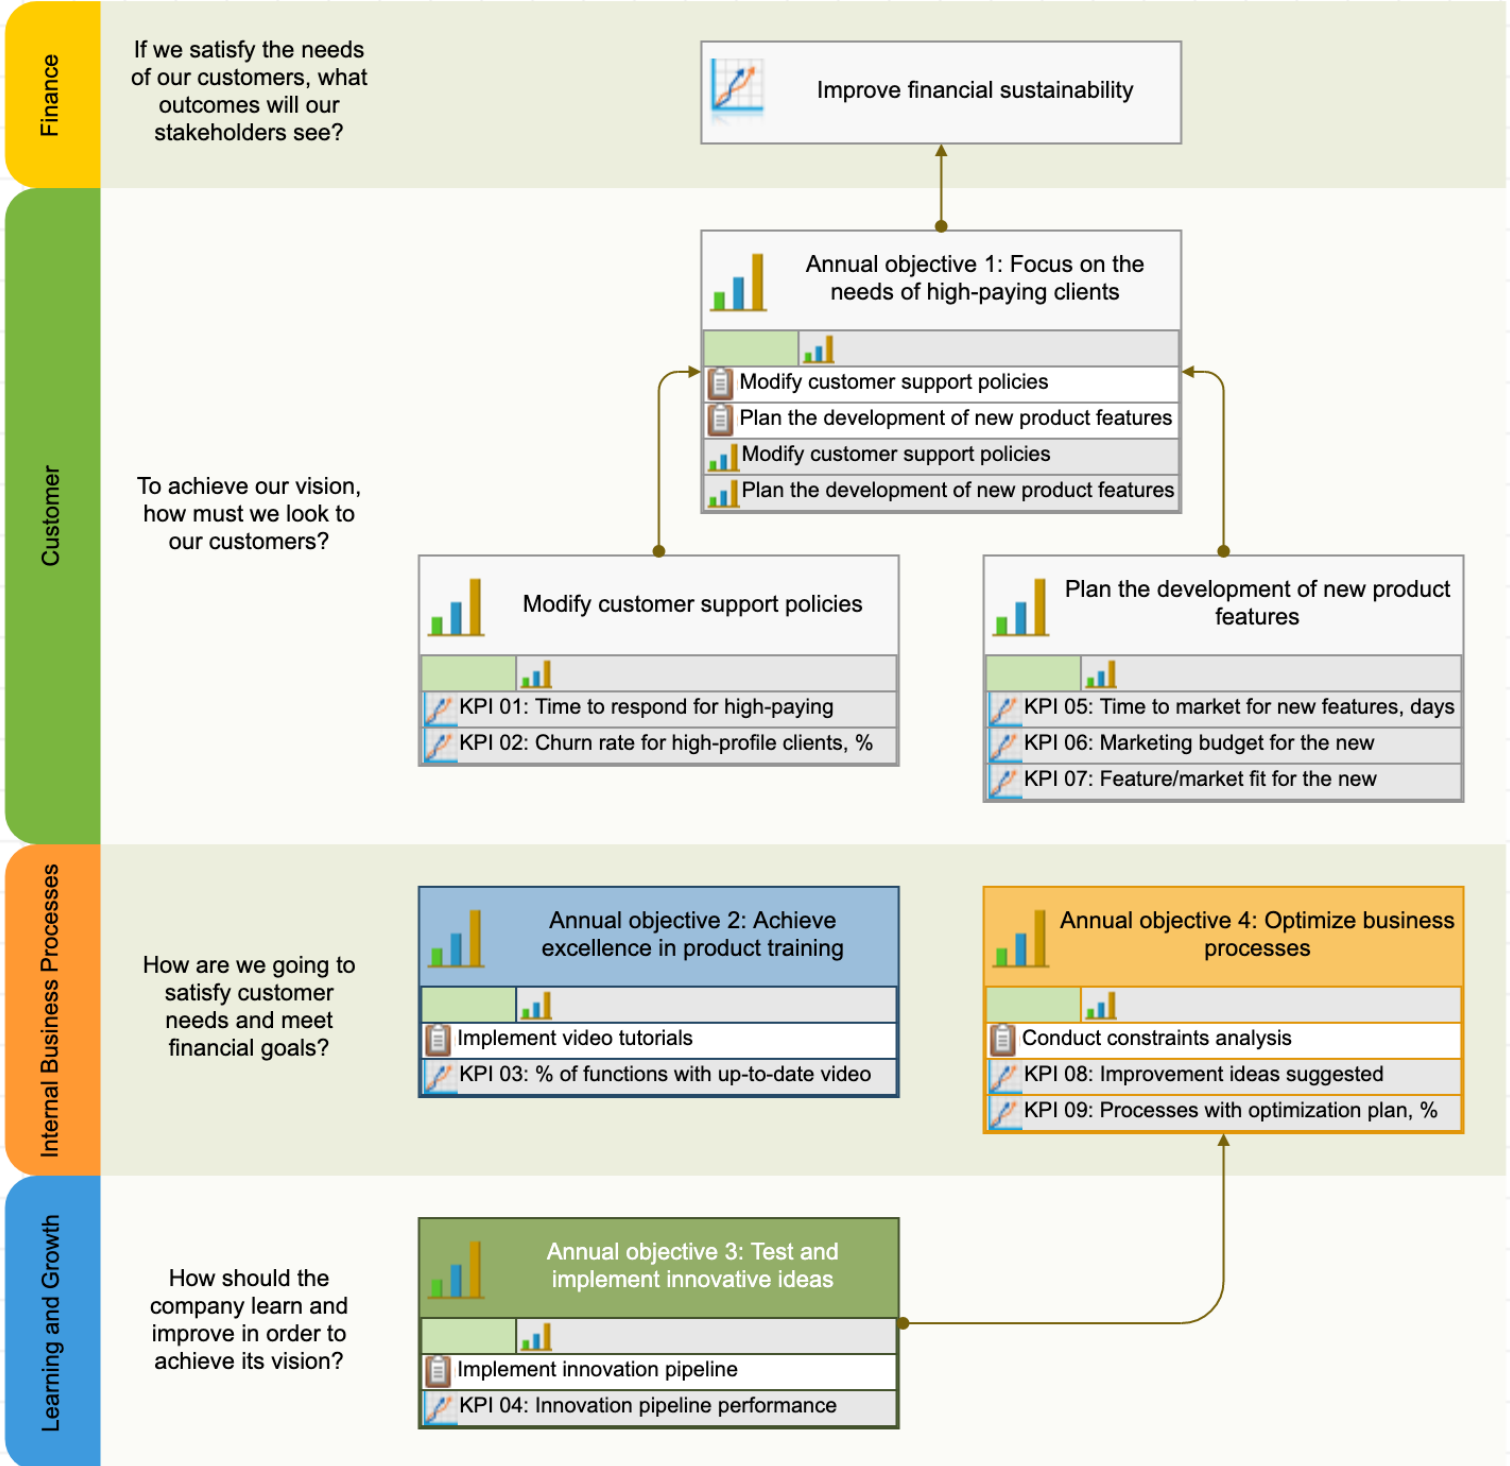 Finance
If we satisfy the needs
of our customers, what
outcomes will our
stakeholders see?
Improve financial sustainability
Customer
To achieve our vision,
how must we look to
our customers?
Annual objective 1: Focus on the
needs of high-paying clients
Modify customer support policies
Plan the development of new product features
Modify customer support policies
Plan the development of new product features
Modify customer support policies
KPI 01: Time to respond for high-paying
KPI 02: Churn rate for high-profile clients, %
Plan the development of new product
features
KPI 05: Time to market for new features, days
KPI 06: Marketing budget for the new
KPI 07: Feature/market fit for the new
Internal Business Processes
How are we going to
satisfy customer
needs and meet
financial goals?
Annual objective 2: Achieve
excellence in product training
Implement video tutorials
KPI 03: % of functions with up-to-date video
Annual objective 4: Optimize business
processes
Conduct constraints analysis
KPI 08: Improvement ideas suggested
KPI 09: Processes with optimization plan, %
Learning and Growth
How should the
company learn and
improve in order to
achieve its vision?
Annual objective 3: Test and
implement innovative ideas
Implement innovation pipeline
KPI 04: Innovation pipeline performance